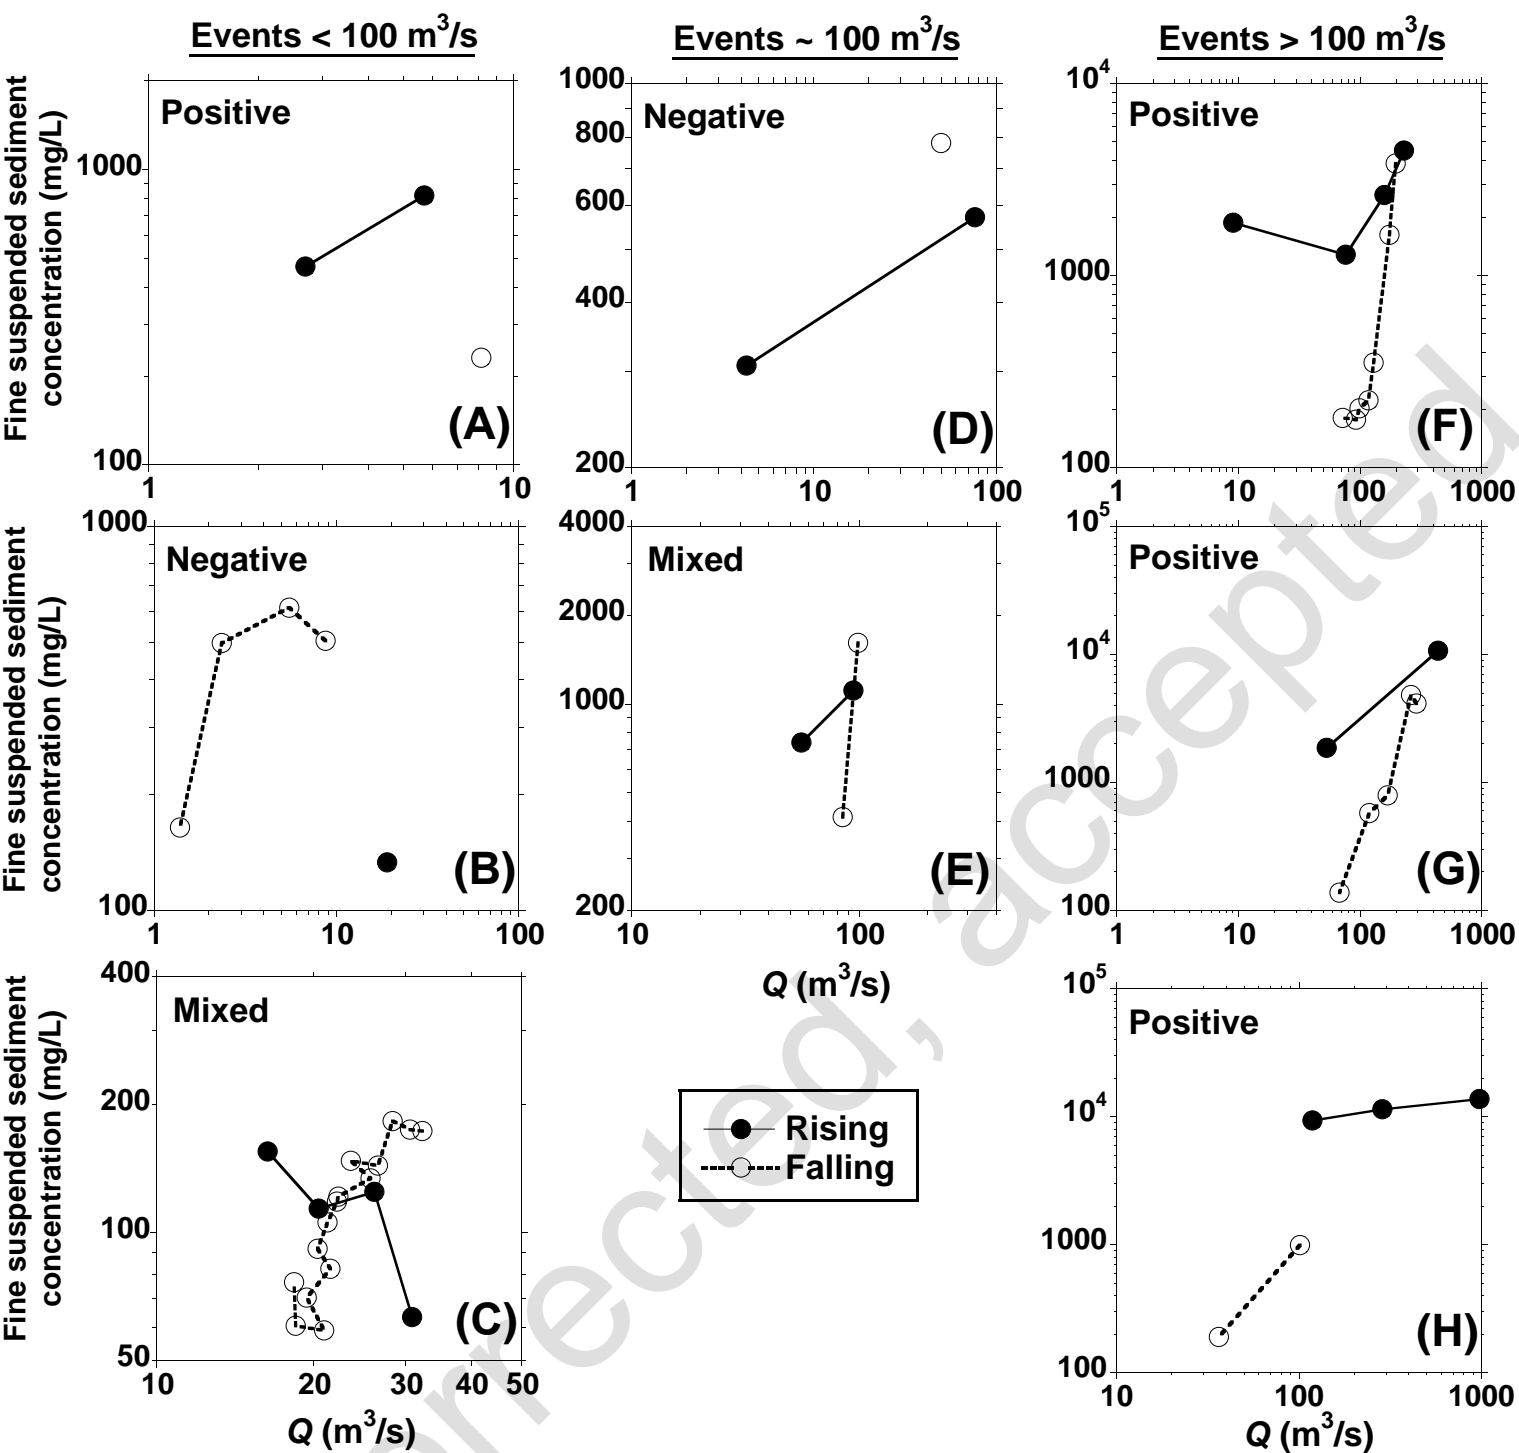 Events < 100 m³/s
Events ~ 100 m³/s
Events > 100 m³/s
Fine suspended sediment
concentration (mg/L)
Positive
1000
100
1
10
(A)
Negative
1000
800
600
400
200
1
10
100
(D)
Positive
10⁴
1000
100
1
10
100
1000
(F)
Fine suspended sediment
concentration (mg/L)
Negative
1000
100
1
10
100
(B)
Mixed
4000
2000
1000
200
10
100
(E)
Q (m³/s)
Positive
10⁵
10⁴
1000
100
1
10
100
1000
(G)
Fine suspended sediment
concentration (mg/L)
Mixed
400
200
100
50
10
20
30
40
50
(C)
Q (m³/s)
Rising
Falling
Positive
10⁵
10⁴
1000
100
10
100
1000
(H)
Q (m³/s)
rrected, accepted